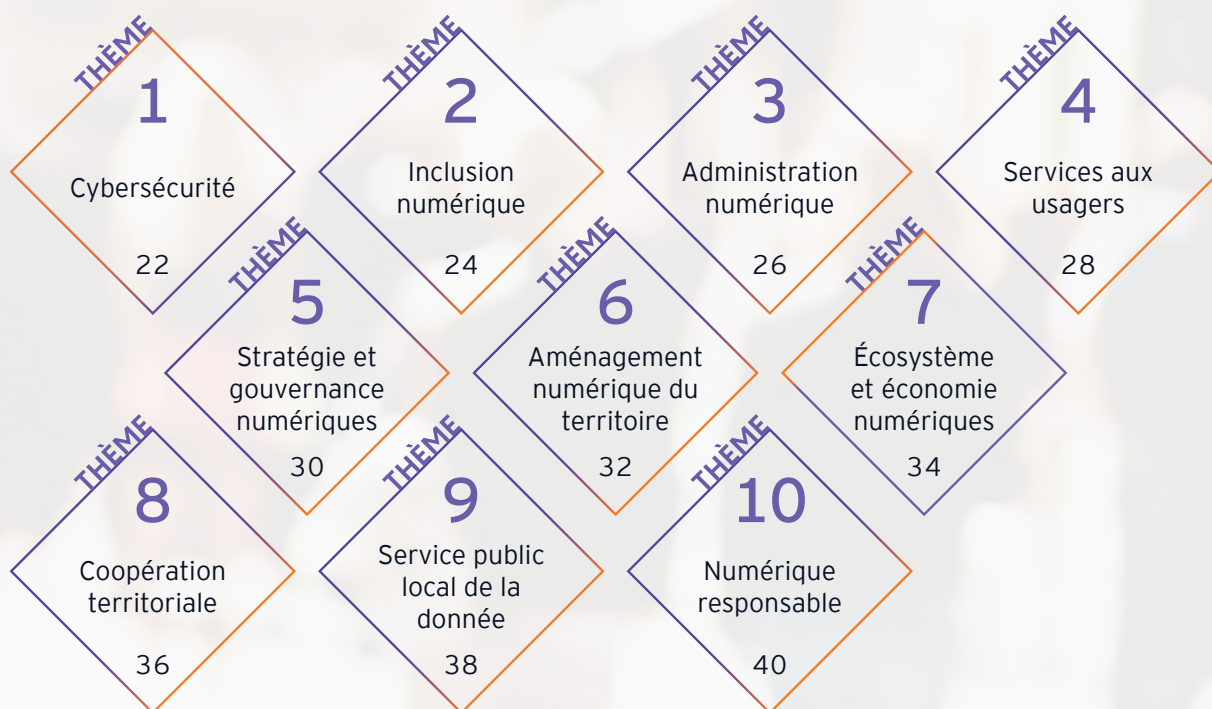 THÈME
1
Cybersécurité
22
THÈME
2
Inclusion
numérique
24
THÈME
3
Administration
numérique
26
THÈME
4
Services aux
usagers
28
THÈME
5
Stratégie et
gouvernance
numériques
30
THÈME
6
Aménagement
numérique du
territoire
32
THÈME
7
Écosystème
et économie
numériques
34
THÈME
8
Coopération
territoriale
36
THÈME
9
Service public
local de la
donnée
38
THÈME
10
Numérique
responsable
40